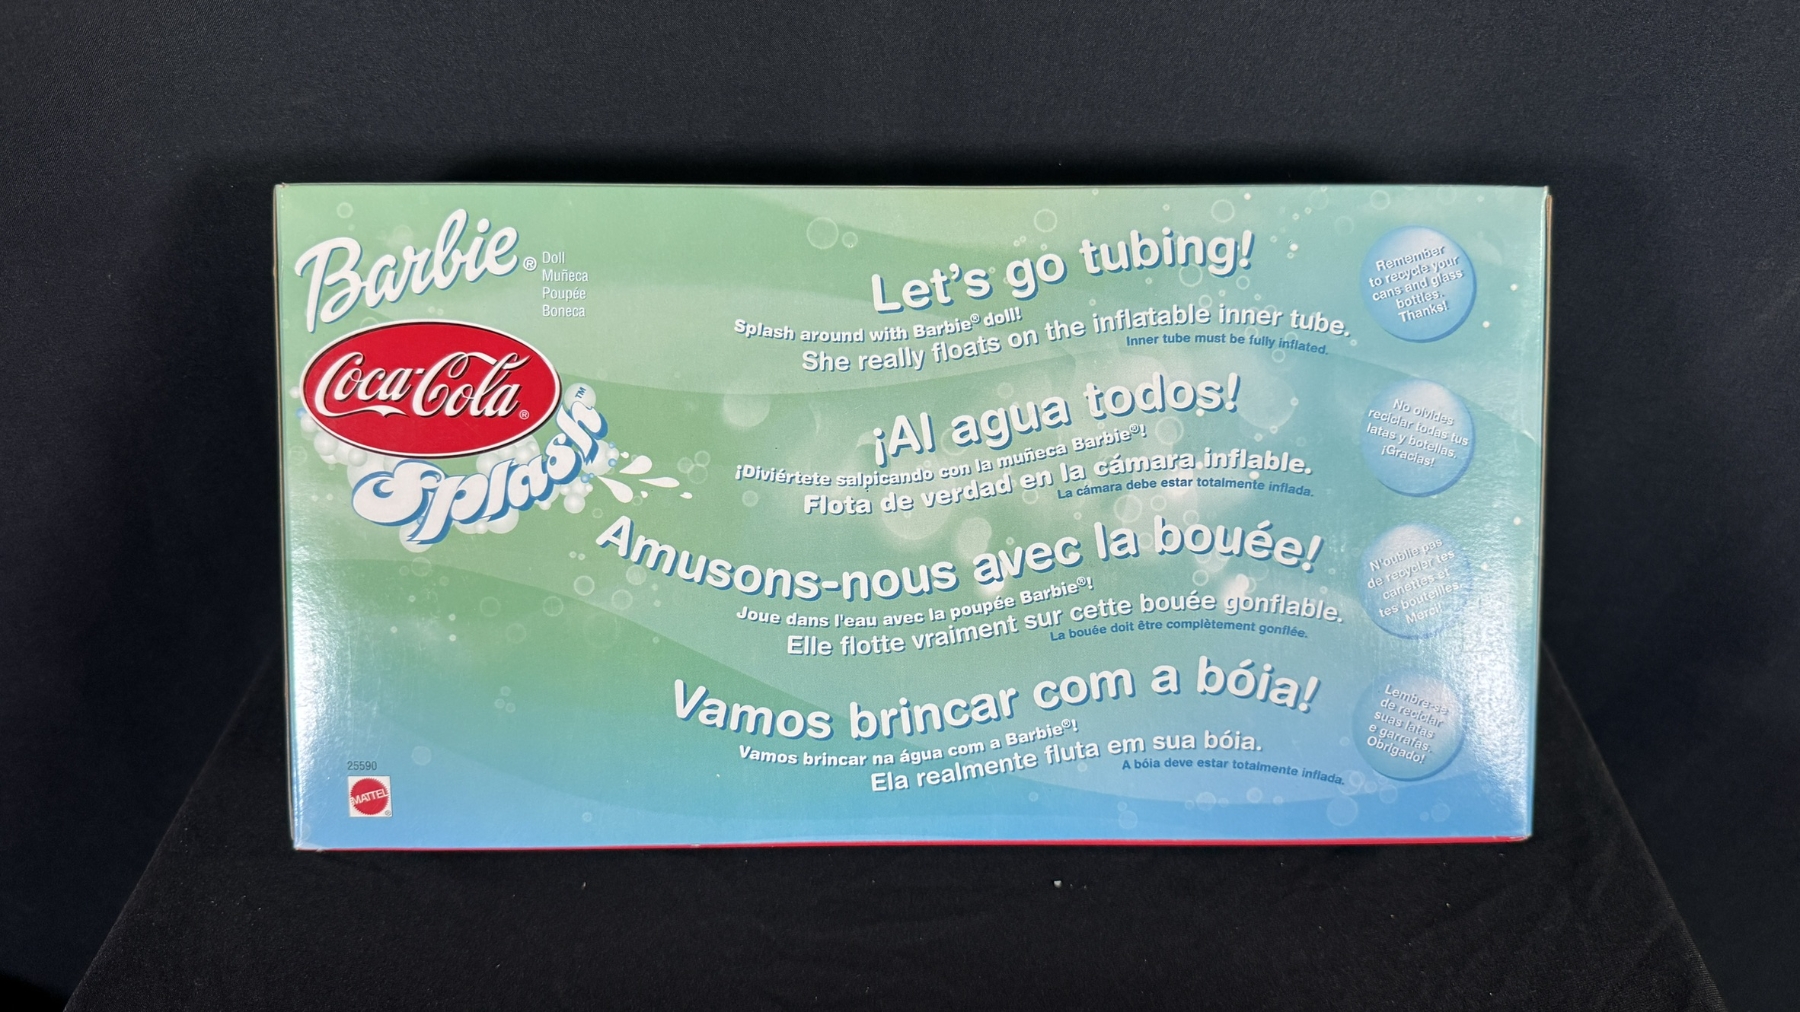 Barbie®
Doll
Muñeca
Poupée
Boneca
Coca-Cola®
Splash™
Let's go tubing!
Splash around with Barbie® doll!
She really floats on the inflatable inner tube.
Inner tube must be fully inflated.
Remember
to recycle your
cans and glass
bottles.
Thanks!
¡Al agua todos!
¡Diviértete salpicando con la muñeca Barbie®!
Flota de verdad en la cámara inflable.
La cámara debe estar totalmente inflada.
No olvides
reciclar todas tus
latas y botellas.
¡Gracias!
Amusons-nous avec la bouée!
Joue dans l'eau avec la poupée Barbie®!
Elle flotte vraiment sur cette bouée gonflable.
La bouée doit être complètement gonflée.
N'oublie pas
de recycler tes
canettes et
tes bouteilles.
Merci!
Vamos brincar com a bóia!
Vamos brincar na água com a Barbie®!
Ela realmente fluta em sua bóia.
A bóia deve estar totalmente inflada.
Lembre-se
de reciclar
suas latas
e garrafas.
Obrigado!
25590
MATTEL®